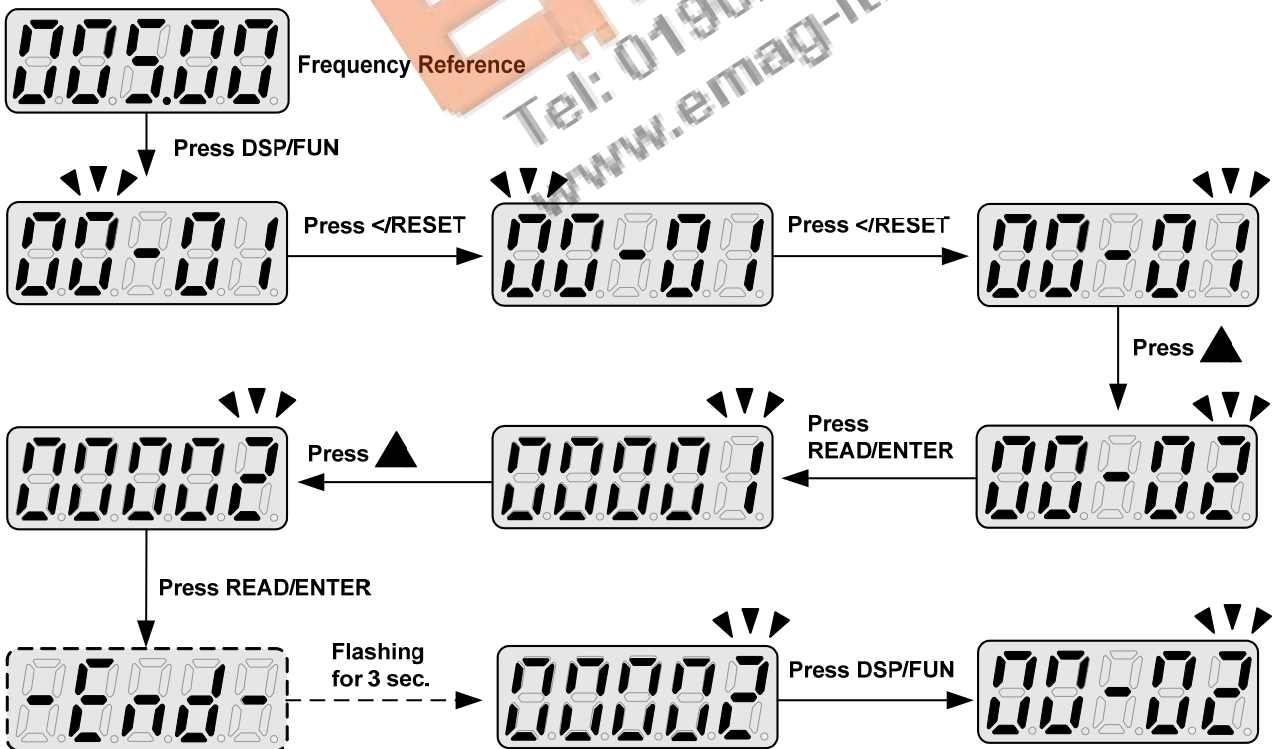 005.00
Frequency Reference
Tel:
Press DSP/FUN
00-01
Press </RESET
00-01
Press </RESET
00-01
Press
00-02
Press
READ/ENTER
00001
Press
00002
Press READ/ENTER
-End-
Flashing
for 3 sec.
00002
Press DSP/FUN
00-02